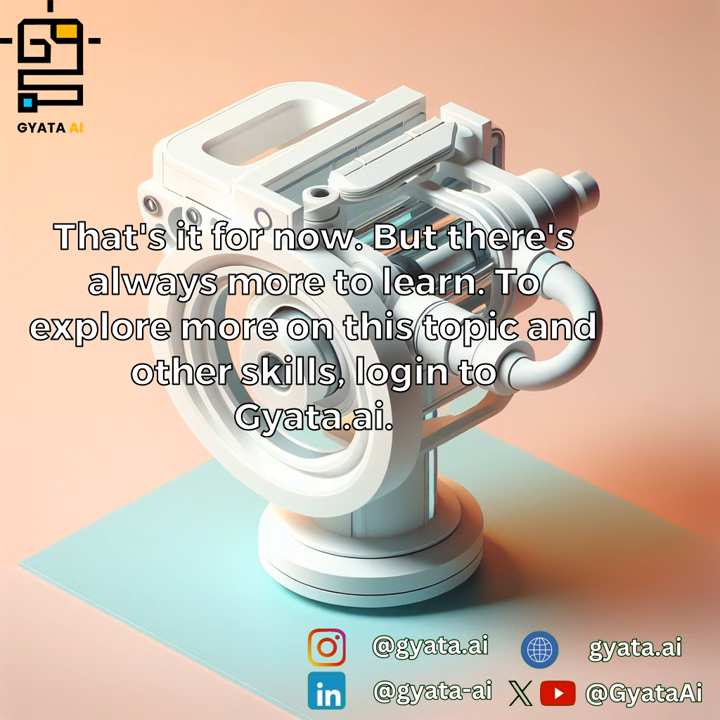 GYATA AI
That's it for now. But there's
always more to learn. To
explore more on this topic and
other skills, login to
Gyata.ai.
@gyata.ai gyata.ai
@gyata-ai @GyataAi